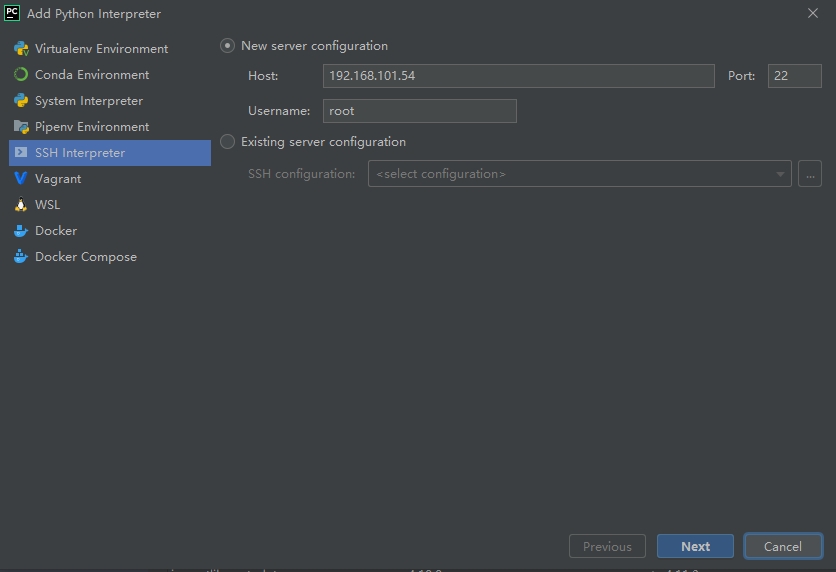 PC Add Python Interpreter
Virtualenv Environment
Conda Environment
System Interpreter
Pipenv Environment
SSH Interpreter
Vagrant
WSL
Docker
Docker Compose
New server configuration
Host: 192.168.101.54 Port: 22
Username: root
Existing server configuration
SSH configuration: <select configuration> ...
Previous Next Cancel